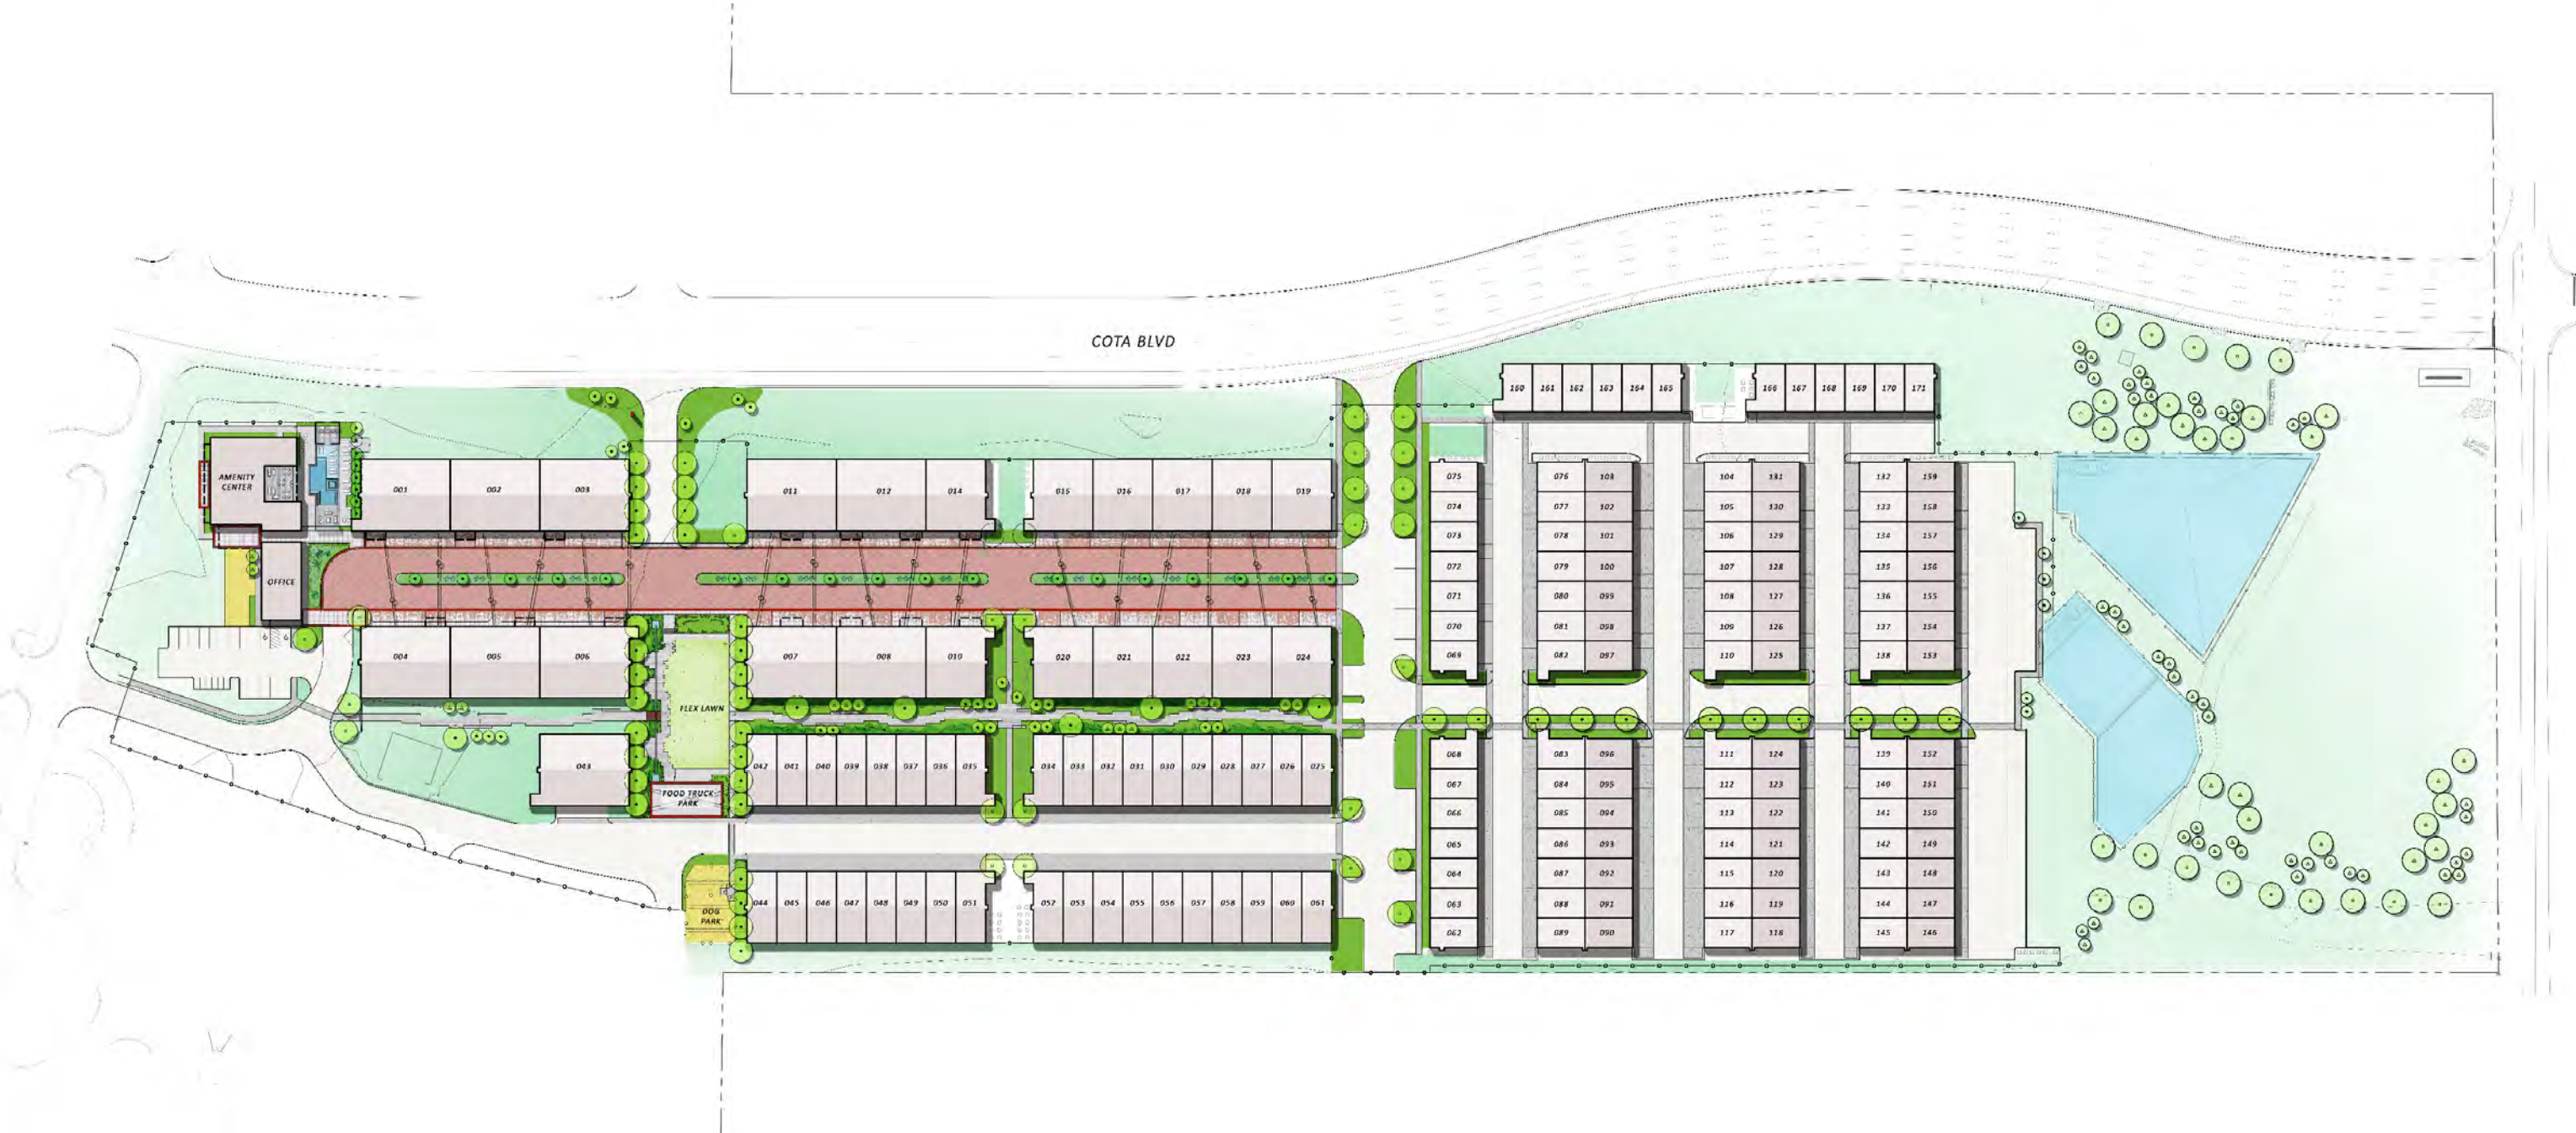 COTA BLVD
160 161 162 163 164 165 166 167 168 169 170 171
AMENITY
CENTER
001 002 003 011 012 014 015 016 017 018 019
OFFICE
004 005 006 007 008 010 020 021 022 023 024
FLEX LAWN
043 042 041 040 039 038 037 036 035 034 033 032 031 030 029 028 027 026 025
FOOD TRUCK
PARK
DOG
PARK
044 045 046 047 048 049 050 051 052 053 054 055 056 057 058 059 060 061
075 076 103 104 131 132 159
074 077 102 105 130 133 158
073 078 101 106 129 134 157
072 079 100 107 128 135 156
071 080 099 108 127 136 155
070 081 098 109 126 137 154
069 082 097 110 125 138 153
068 083 096 111 124 139 152
067 084 095 112 123 140 151
066 085 094 113 122 141 150
065 086 093 114 121 142 149
064 087 092 115 120 143 148
063 088 091 116 119 144 147
062 089 090 117 118 145 146